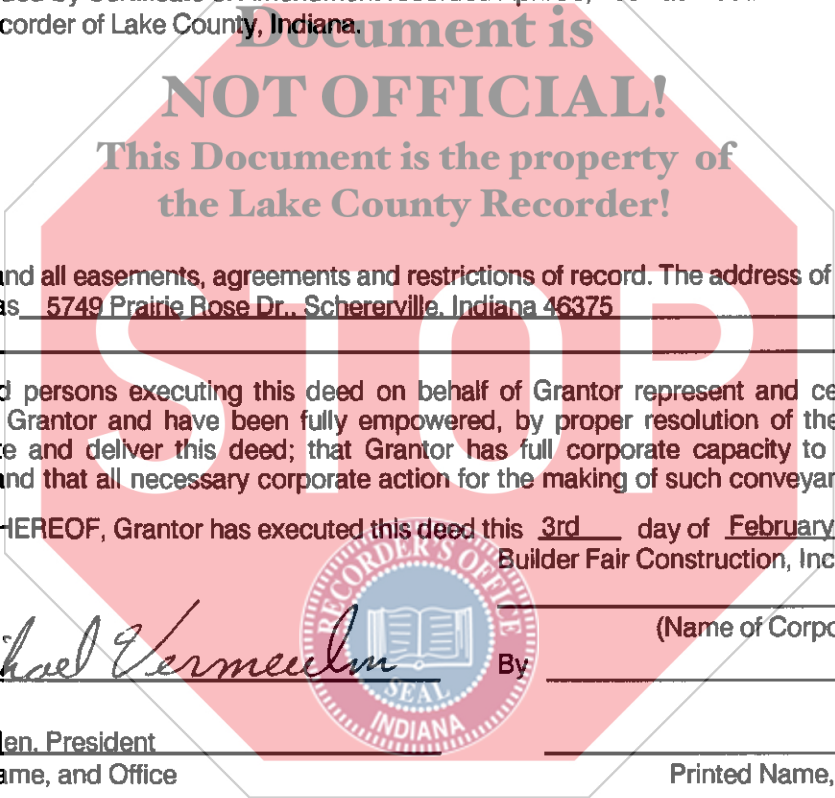 corder of Lake County, Indiana.
Document is
NOT OFFICIAL!
This Document is the property of
the Lake County Recorder!
and all easements, agreements and restrictions of record. The address of
as 5749 Prairie Rose Dr., Schererville, Indiana 46375
d persons executing this deed on behalf of Grantor represent and ce
Grantor and have been fully empowered, by proper resolution of the
te and deliver this deed; that Grantor has full corporate capacity to
and that all necessary corporate action for the making of such conveyan
STOP
HEREOF, Grantor has executed this deed this 3rd day of February
Builder Fair Construction, Inc
(Name of Corpo
hael Vermeulen By
RECORDER'S OFFICE
SEAL
INDIANA
len, President
ame, and Office Printed Name,